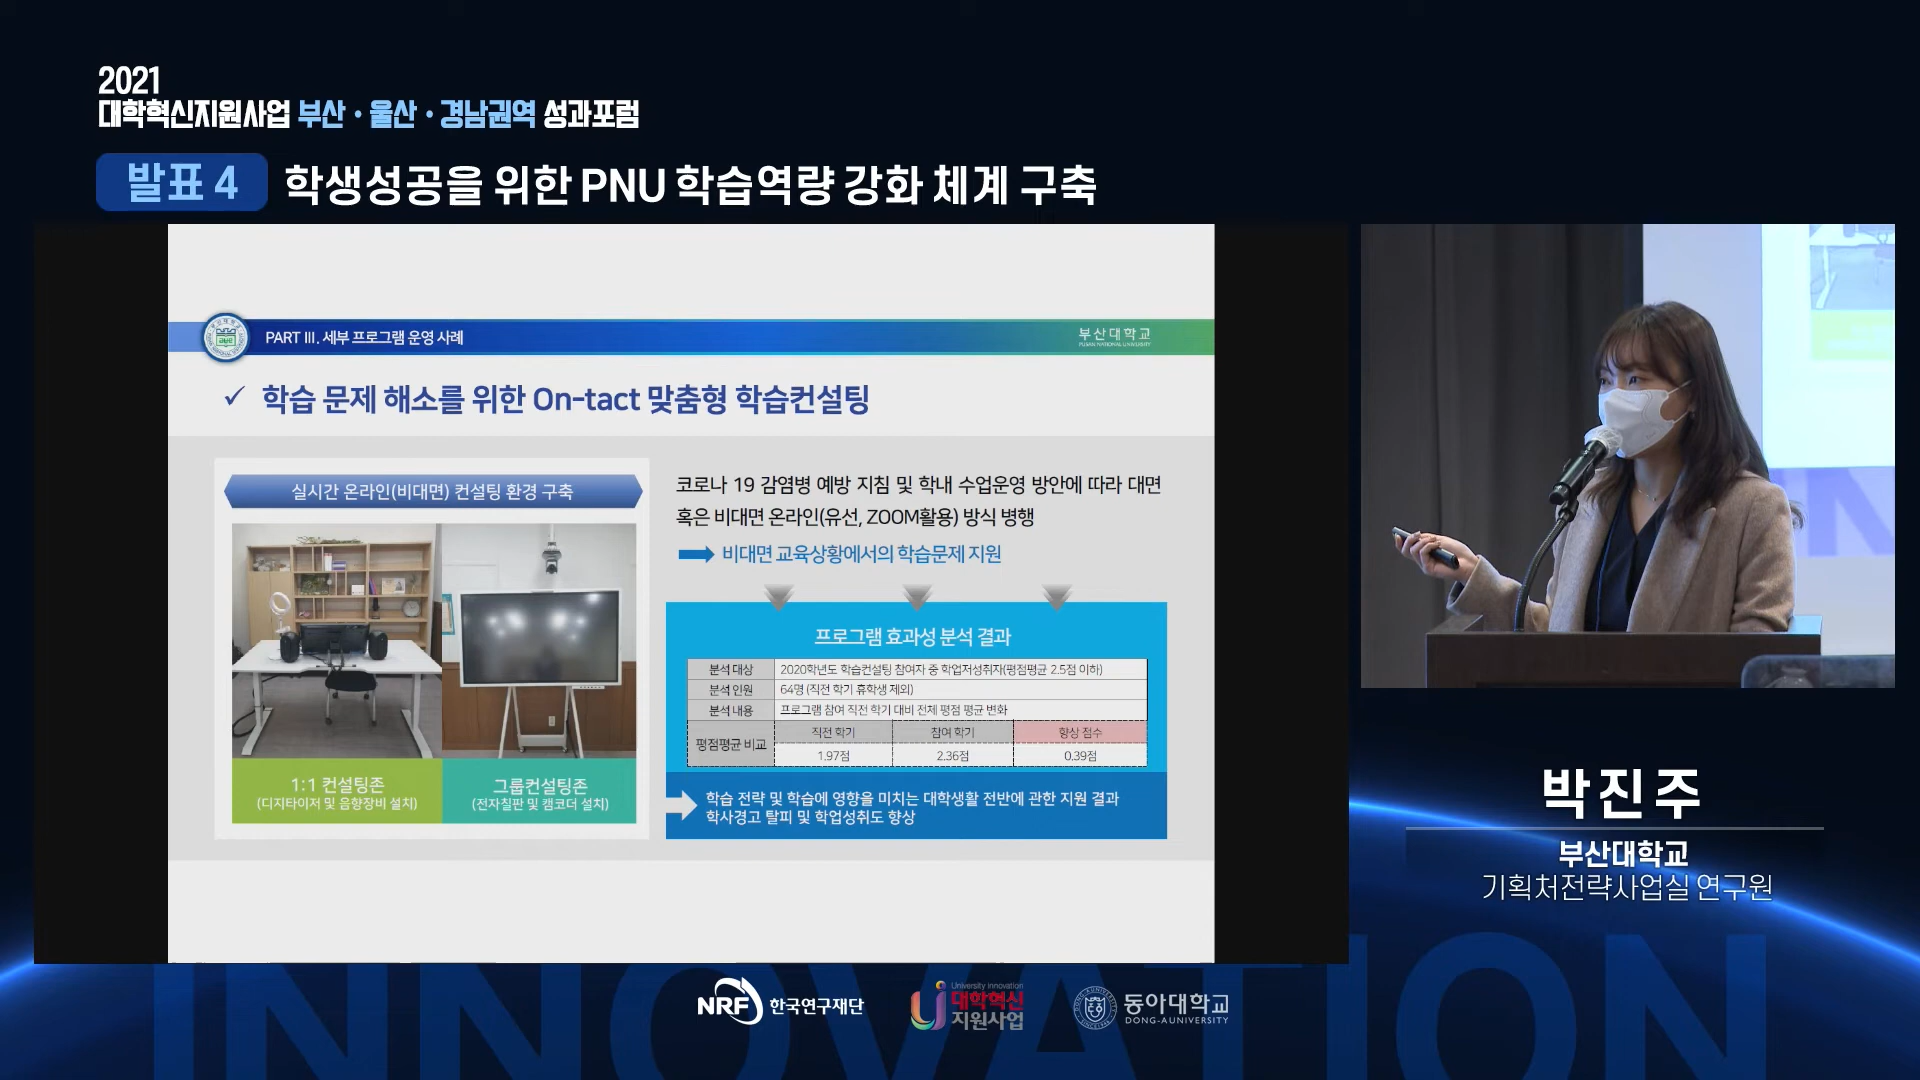 2021
대학혁신지원사업 부산·울산·경남권역 성과포럼
발표 4 학생성공을 위한 PNU 학습역량 강화 체계 구축
PART III. 세부 프로그램 운영 사례
부산대학교
PUSAN NATIONAL UNIVERSITY
✓ 학습 문제 해소를 위한 On-tact 맞춤형 학습컨설팅
실시간 온라인(비대면) 컨설팅 환경 구축
1:1 컨설팅존
(디지타이저 및 음향장비 설치)
그룹컨설팅존
(전자칠판 및 캠코더 설치)
코로나 19 감염병 예방 지침 및 학내 수업운영 방안에 따라 대면
혹은 비대면 온라인(유선, ZOOM활용) 방식 병행
비대면 교육상황에서의 학습문제 지원
프로그램 효과성 분석 결과
분석 대상 2020학년도 학습컨설팅 참여자 중 학업저성취자(평점평균 2.5점 이하)
분석 인원 64명 (직전 학기 휴학생 제외)
분석 내용 프로그램 참여 직전 학기 대비 전체 평점 평균 변화
평점평균 비교 직전 학기 참여 학기 향상 점수
1.97점 2.36점 0.39점
학습 전략 및 학습에 영향을 미치는 대학생활 전반에 관한 지원 결과
학사경고 탈피 및 학업성취도 향상
박진주
부산대학교
기획처전략사업실 연구원
INNOVATION
NRF 한국연구재단
University Innovation
대학혁신
지원사업
동아대학교
DONG-A UNIVERSITY